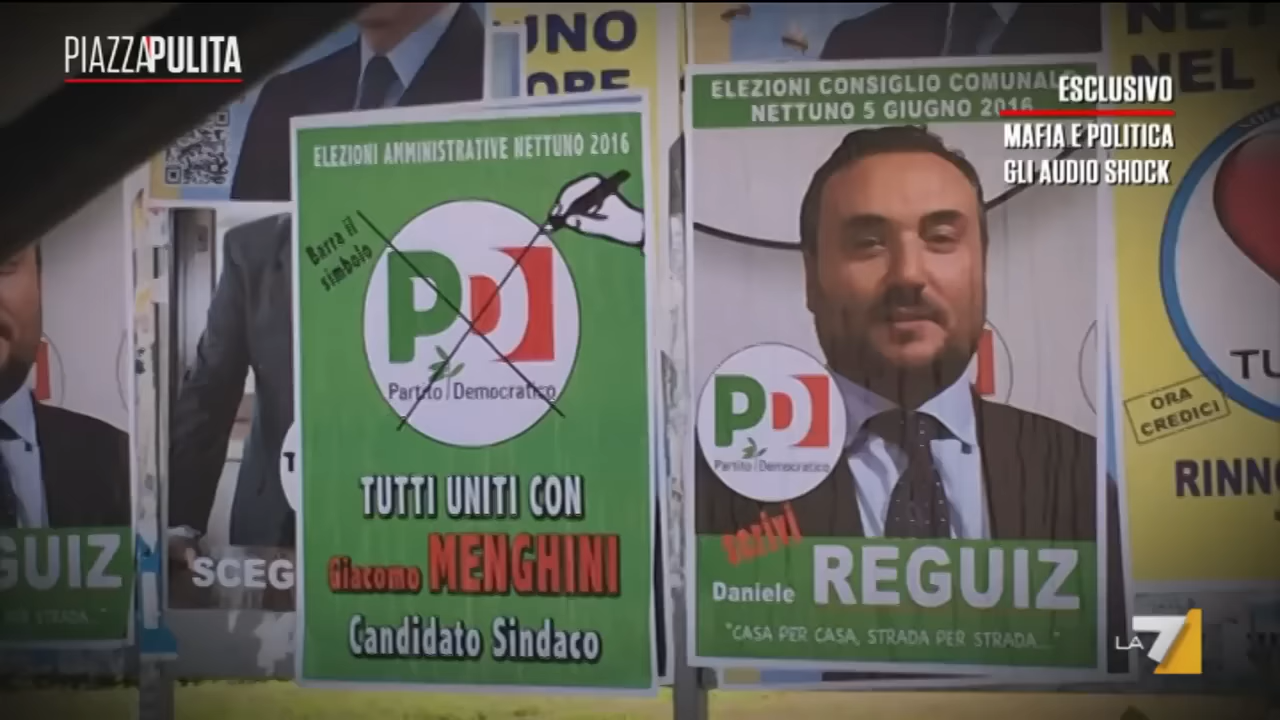 PIAZZAPULITA
ESCLUSIVO
MAFIA E POLITICA
GLI AUDIO SHOCK
UNO
ELEZIONI AMMINISTRATIVE NETTUNO 2016
Barra il
simbolo
PD
Partito Democratico
TUTTI UNITI CON
Giacomo MENGHINI
Candidato Sindaco
ELEZIONI CONSIGLIO COMUNALE
NETTUNO 5 GIUGNO 2016
PD
Partito Democratico
scrivi
Daniele REGUIZ
"CASA PER CASA, STRADA PER STRADA..."
GUIZ
PER STRADA..."
SCEG
NEL
TU
ORA
CREDICI
RINN
LA7